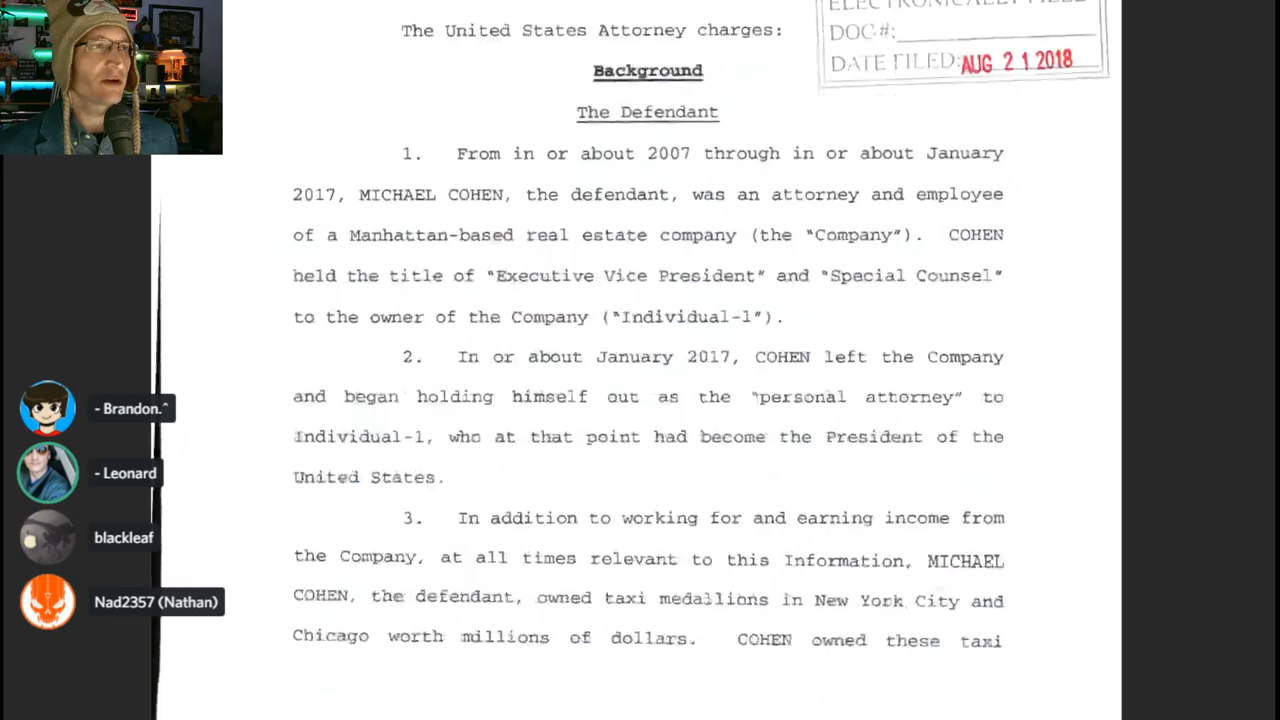 The United States Attorney charges:
ELECTRONICALLY FILED
DOC #:
DATE FILED: AUG 21 2018
Background
The Defendant
1. From in or about 2007 through in or about January
2017, MICHAEL COHEN, the defendant, was an attorney and employee
of a Manhattan-based real estate company (the "Company"). COHEN
held the title of "Executive Vice President" and "Special Counsel"
to the owner of the Company ("Individual-1").
2. In or about January 2017, COHEN left the Company
and began holding himself out as the "personal attorney" to
Individual-1, who at that point had become the President of the
United States.
3. In addition to working for and earning income from
the Company, at all times relevant to this Information, MICHAEL
COHEN, the defendant, owned taxi medallions in New York City and
Chicago worth millions of dollars. COHEN owned these taxi
- Brandon.^
- Leonard
blackleaf
Nad2357 (Nathan)